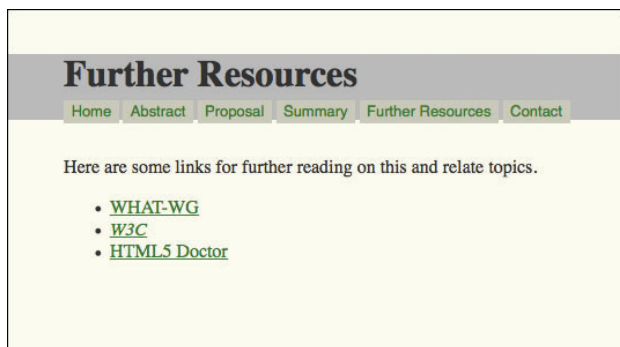 Further Resources
Home Abstract Proposal Summary Further Resources Contact
Here are some links for further reading on this and relate topics.
• WHAT-WG
• W3C
• HTML5 Doctor